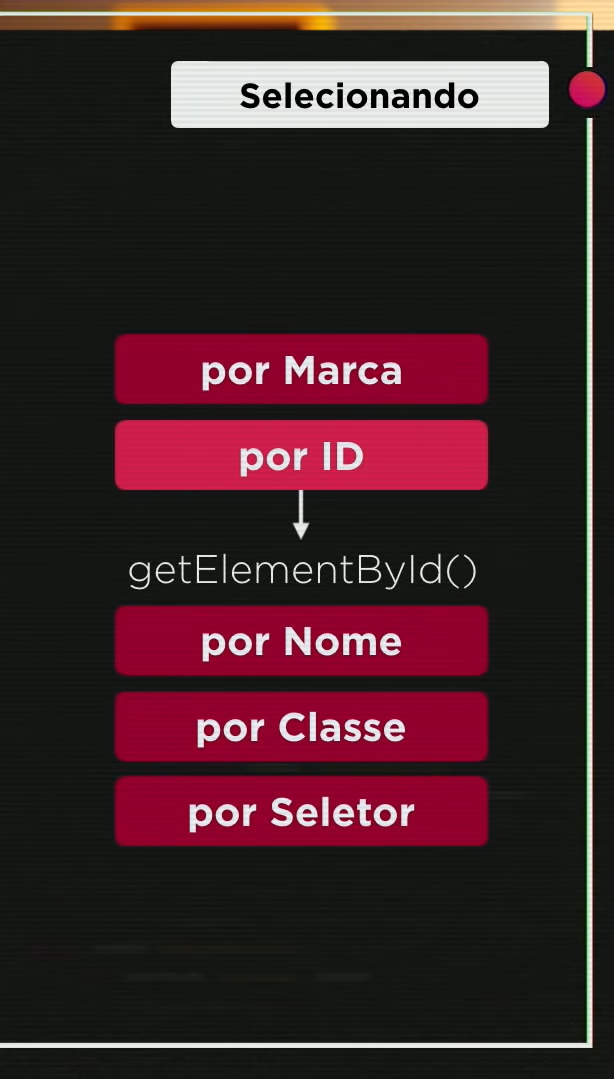 Selecionando
por Marca
por ID
getElementById()
por Nome
por Classe
por Seletor